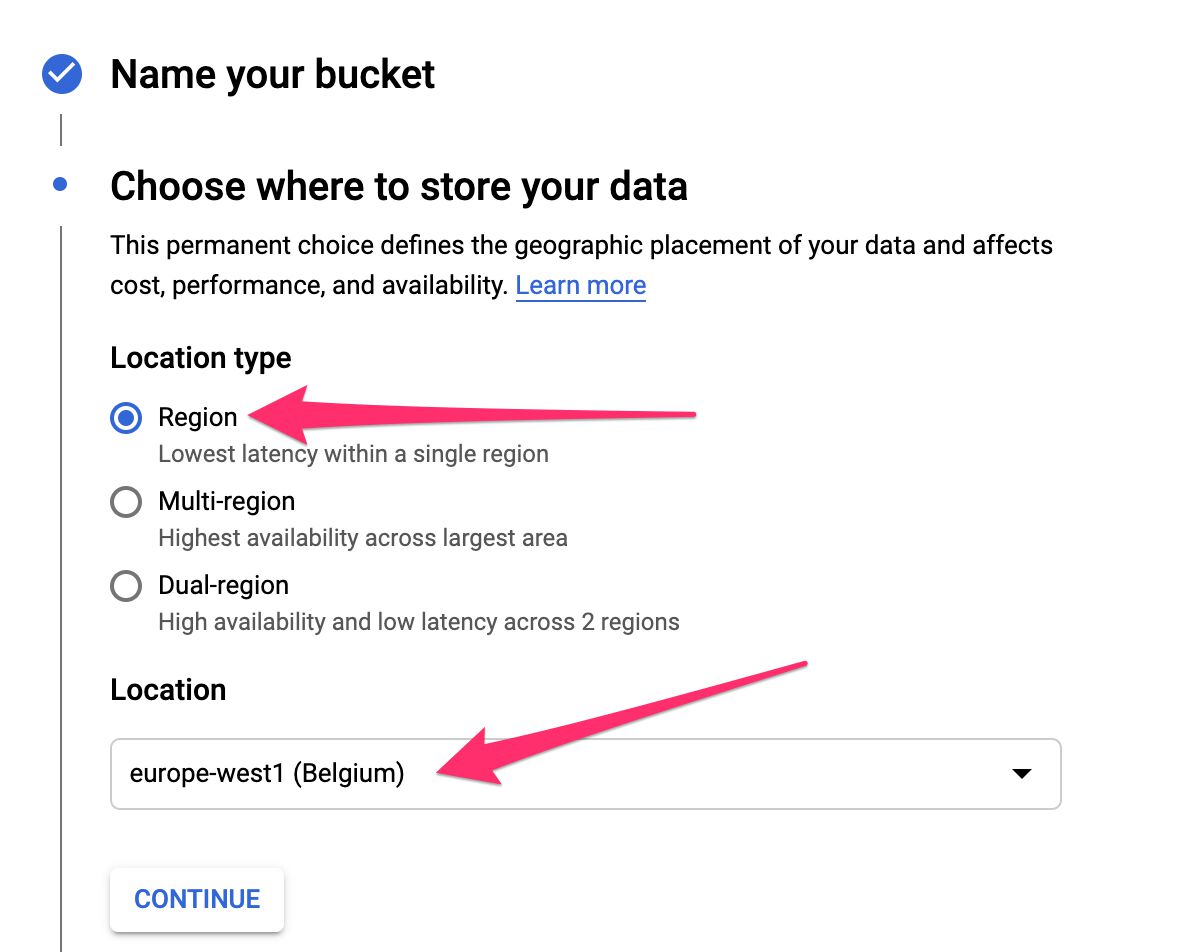 Name your bucket
Choose where to store your data
This permanent choice defines the geographic placement of your data and affects
cost, performance, and availability. Learn more
Location type
Region
Lowest latency within a single region
Multi-region
Highest availability across largest area
Dual-region
High availability and low latency across 2 regions
Location
europe-west1 (Belgium)
CONTINUE